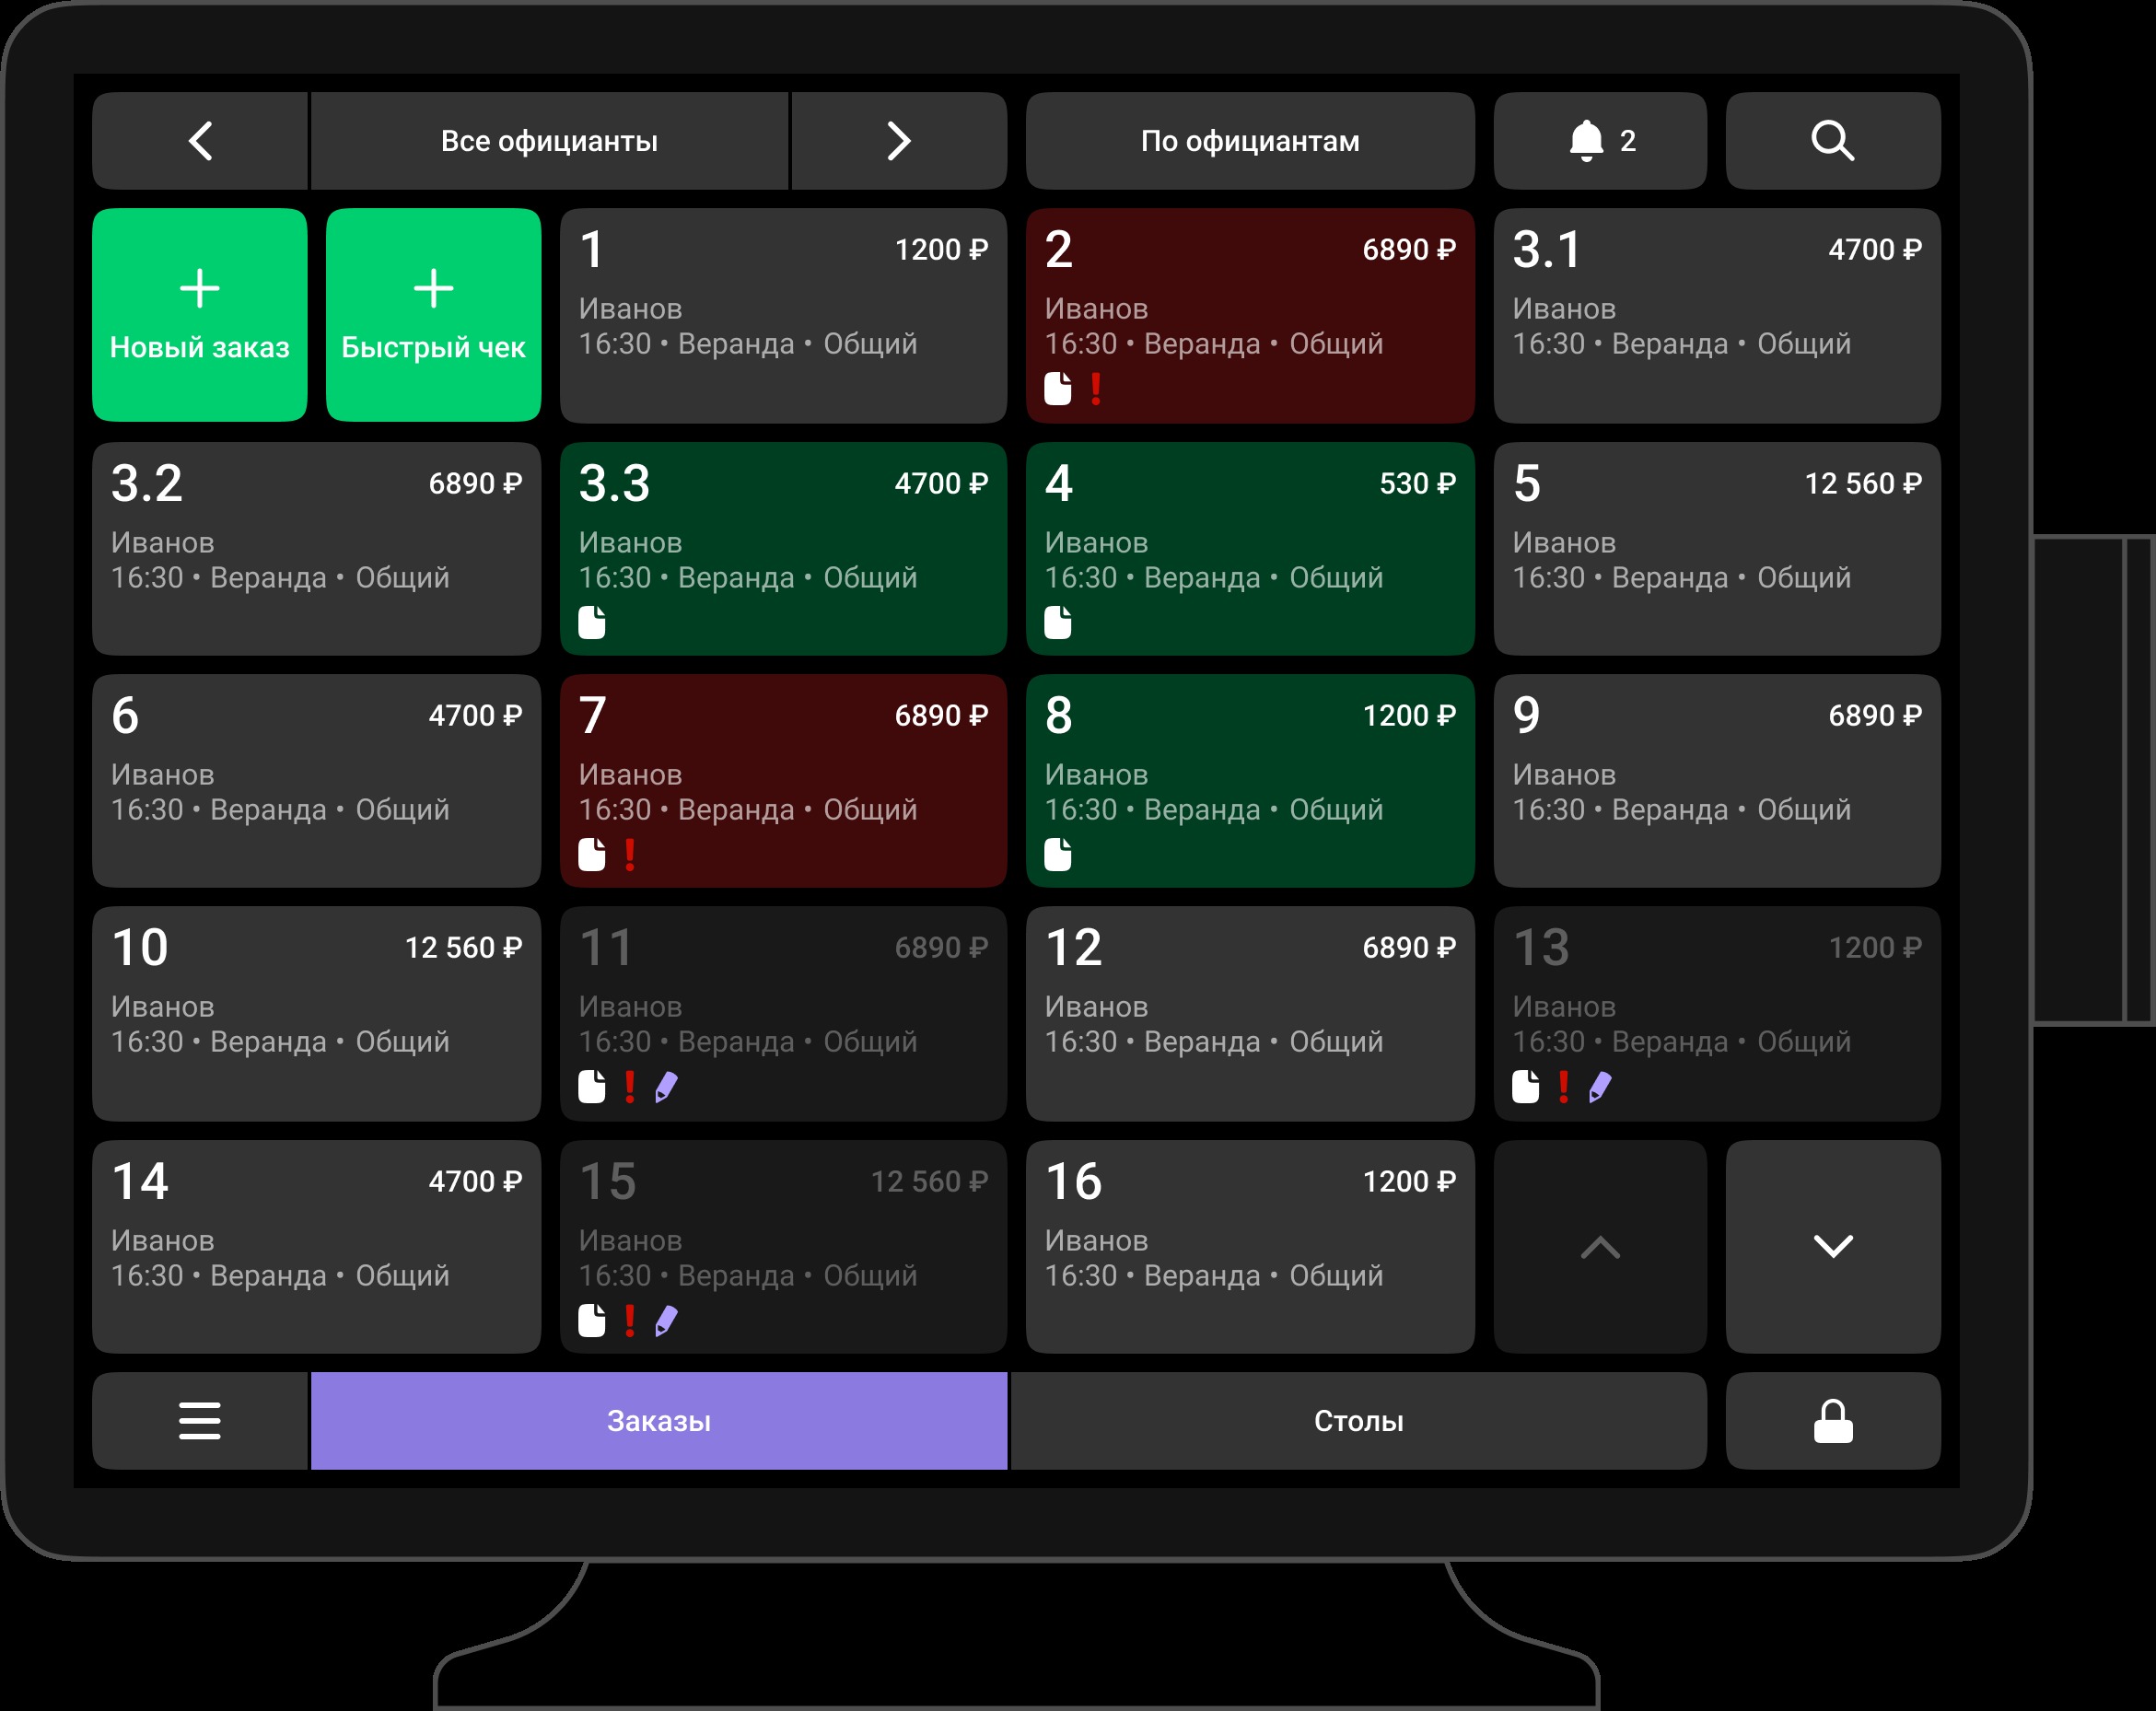 Все официанты
По официантам
2
Новый заказ
Быстрый чек
1
1200 ₽
Иванов
16:30 • Веранда • Общий
2
6890 ₽
Иванов
16:30 • Веранда • Общий
3.1
4700 ₽
Иванов
16:30 • Веранда • Общий
3.2
6890 ₽
Иванов
16:30 • Веранда • Общий
3.3
4700 ₽
Иванов
16:30 • Веранда • Общий
4
530 ₽
Иванов
16:30 • Веранда • Общий
5
12 560 ₽
Иванов
16:30 • Веранда • Общий
6
4700 ₽
Иванов
16:30 • Веранда • Общий
7
6890 ₽
Иванов
16:30 • Веранда • Общий
8
1200 ₽
Иванов
16:30 • Веранда • Общий
9
6890 ₽
Иванов
16:30 • Веранда • Общий
10
12 560 ₽
Иванов
16:30 • Веранда • Общий
11
6890 ₽
Иванов
16:30 • Веранда • Общий
12
6890 ₽
Иванов
16:30 • Веранда • Общий
13
1200 ₽
Иванов
16:30 • Веранда • Общий
14
4700 ₽
Иванов
16:30 • Веранда • Общий
15
12 560 ₽
Иванов
16:30 • Веранда • Общий
16
1200 ₽
Иванов
16:30 • Веранда • Общий
Заказы
Столы